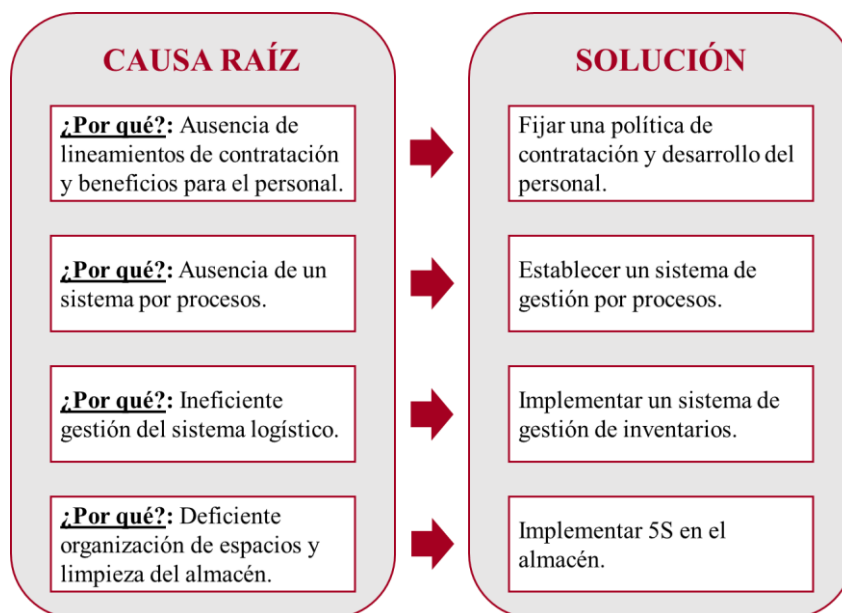 CAUSA RAÍZ
¿Por qué?: Ausencia de
lineamientos de contratación
y beneficios para el personal.
¿Por qué?: Ausencia de un
sistema por procesos.
¿Por qué?: Ineficiente
gestión del sistema logístico.
¿Por qué?: Deficiente
organización de espacios y
limpieza del almacén.
SOLUCIÓN
Fijar una política de
contratación y desarrollo del
personal.
Establecer un sistema de
gestión por procesos.
Implementar un sistema de
gestión de inventarios.
Implementar 5S en el
almacén.